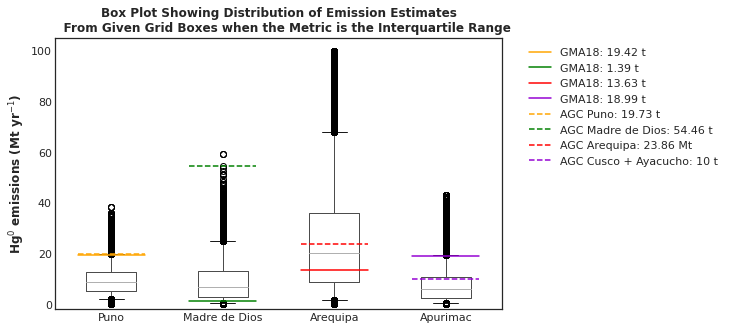 Box Plot Showing Distribution of Emission Estimates
From Given Grid Boxes when the Metric is the Interquartile Range
Hg⁰ emissions (Mt yr⁻¹)
100
80
60
40
20
0
Puno
Madre de Dios
Arequipa
Apurimac
GMA18: 19.42 t
GMA18: 1.39 t
GMA18: 13.63 t
GMA18: 18.99 t
AGC Puno: 19.73 t
AGC Madre de Dios: 54.46 t
AGC Arequipa: 23.86 Mt
AGC Cusco + Ayacucho: 10 t